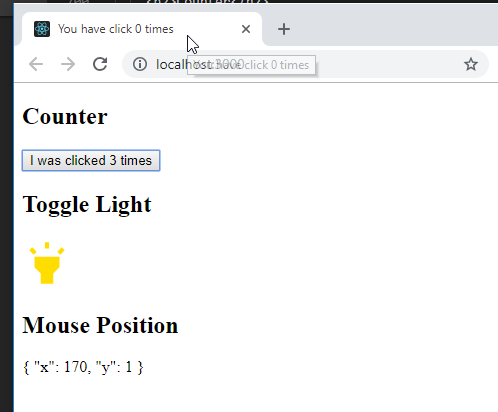 You have click 0 times
localhost:3000
You have click 0 times
Counter
I was clicked 3 times
Toggle Light
Mouse Position
{ "x": 170, "y": 1 }